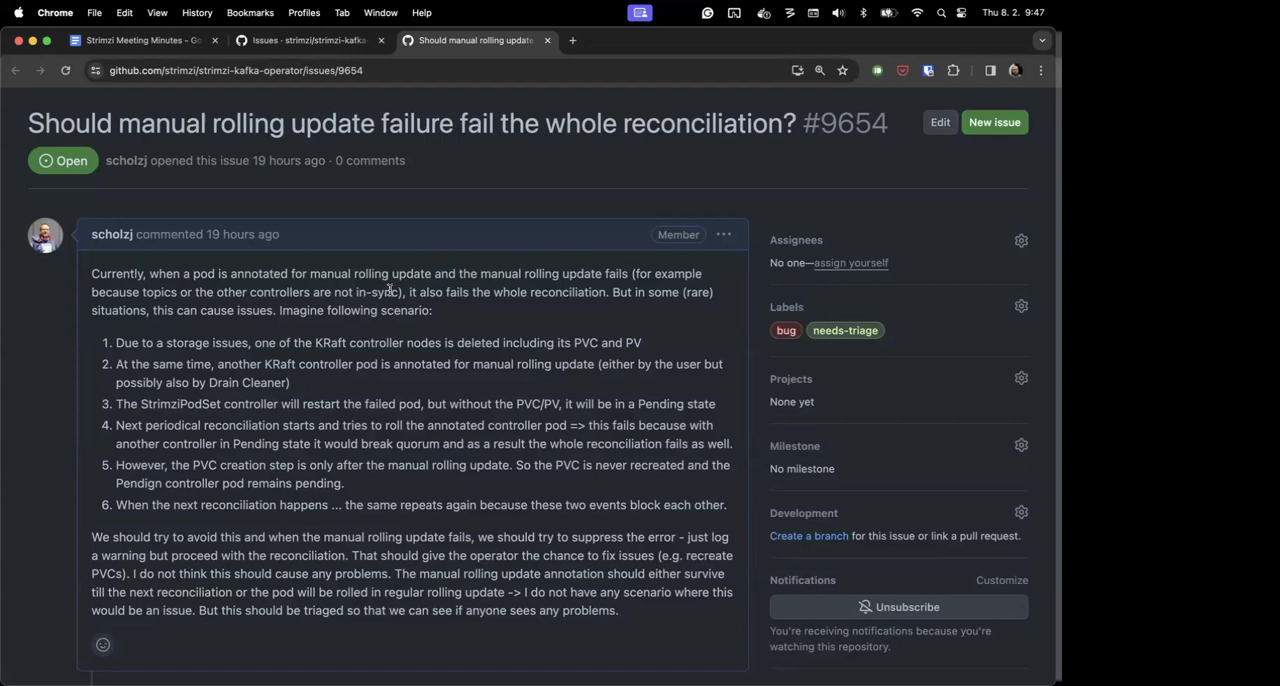 Chrome File Edit View History Bookmarks Profiles Tab Window Help Thu 8. 2. 9:47
Strimzi Meeting Minutes - Go Issues · strimzi/strimzi-kafka- Should manual rolling update
github.com/strimzi/strimzi-kafka-operator/issues/9654
Should manual rolling update failure fail the whole reconciliation? #9654
Edit New issue
Open scholzj opened this issue 19 hours ago · 0 comments
scholzj commented 19 hours ago Member
Currently, when a pod is annotated for manual rolling update and the manual rolling update fails (for example
because topics or the other controllers are not in-sync), it also fails the whole reconciliation. But in some (rare)
situations, this can cause issues. Imagine following scenario:
1. Due to a storage issues, one of the KRaft controller nodes is deleted including its PVC and PV
2. At the same time, another KRaft controller pod is annotated for manual rolling update (either by the user but
possibly also by Drain Cleaner)
3. The StrimziPodSet controller will restart the failed pod, but without the PVC/PV, it will be in a Pending state
4. Next periodical reconciliation starts and tries to roll the annotated controller pod => this fails because with
another controller in Pending state it would break quorum and as a result the whole reconciliation fails as well.
5. However, the PVC creation step is only after the manual rolling update. So the PVC is never recreated and the
Pendign controller pod remains pending.
6. When the next reconciliation happens ... the same repeats again because these two events block each other.
We should try to avoid this and when the manual rolling update fails, we should try to suppress the error - just log
a warning but proceed with the reconciliation. That should give the operator the chance to fix issues (e.g. recreate
PVCs). I do not think this should cause any problems. The manual rolling update annotation should either survive
till the next reconciliation or the pod will be rolled in regular rolling update -> I do not have any scenario where this
would be an issue. But this should be triaged so that we can see if anyone sees any problems.
Assignees
No one—assign yourself
Labels
bug needs-triage
Projects
None yet
Milestone
No milestone
Development
Create a branch for this issue or link a pull request.
Notifications Customize
Unsubscribe
You're receiving notifications because you're
watching this repository.